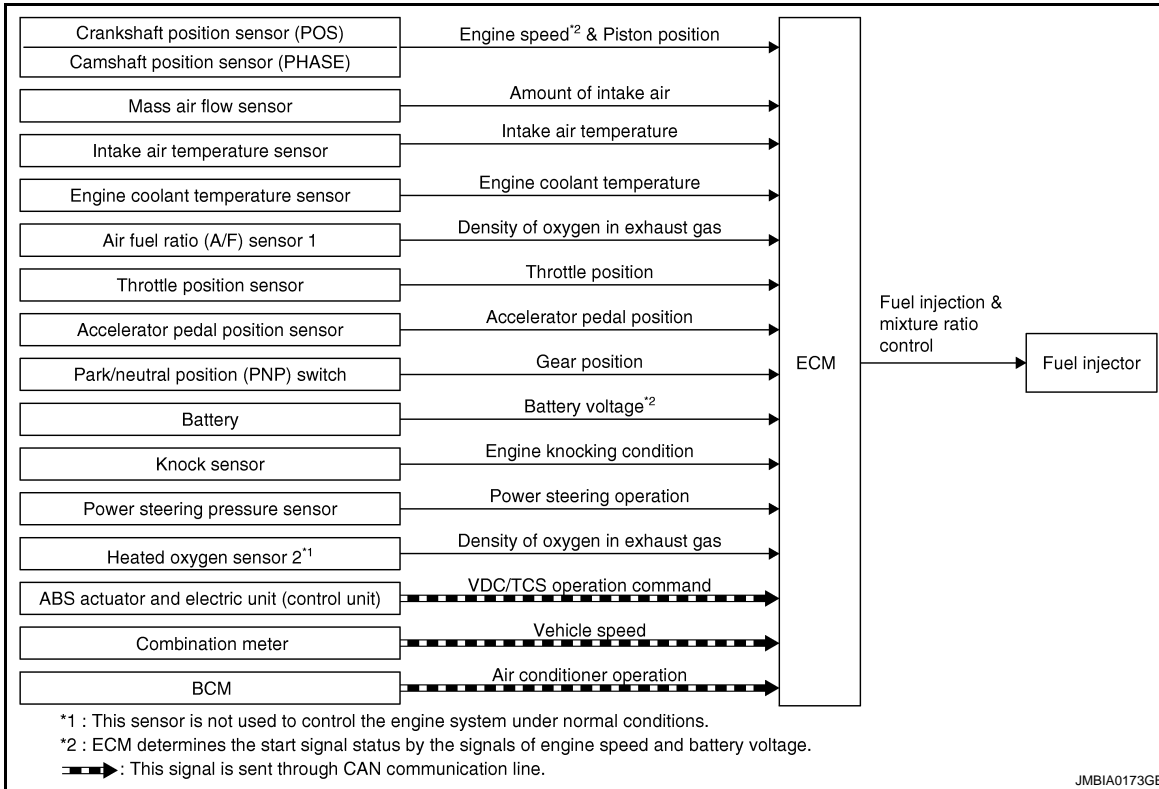 Crankshaft position sensor (POS)
Camshaft position sensor (PHASE)
Engine speed*2 & Piston position
Mass air flow sensor
Amount of intake air
Intake air temperature sensor
Intake air temperature
Engine coolant temperature sensor
Engine coolant temperature
Air fuel ratio (A/F) sensor 1
Density of oxygen in exhaust gas
Throttle position sensor
Throttle position
Accelerator pedal position sensor
Accelerator pedal position
Park/neutral position (PNP) switch
Gear position
Battery
Battery voltage*2
Knock sensor
Engine knocking condition
Power steering pressure sensor
Power steering operation
Heated oxygen sensor 2*1
Density of oxygen in exhaust gas
ABS actuator and electric unit (control unit)
VDC/TCS operation command
Combination meter
Vehicle speed
BCM
Air conditioner operation
ECM
Fuel injection &
mixture ratio
control
Fuel injector
*1 : This sensor is not used to control the engine system under normal conditions.
*2 : ECM determines the start signal status by the signals of engine speed and battery voltage.
: This signal is sent through CAN communication line.
JMBIA0173GB